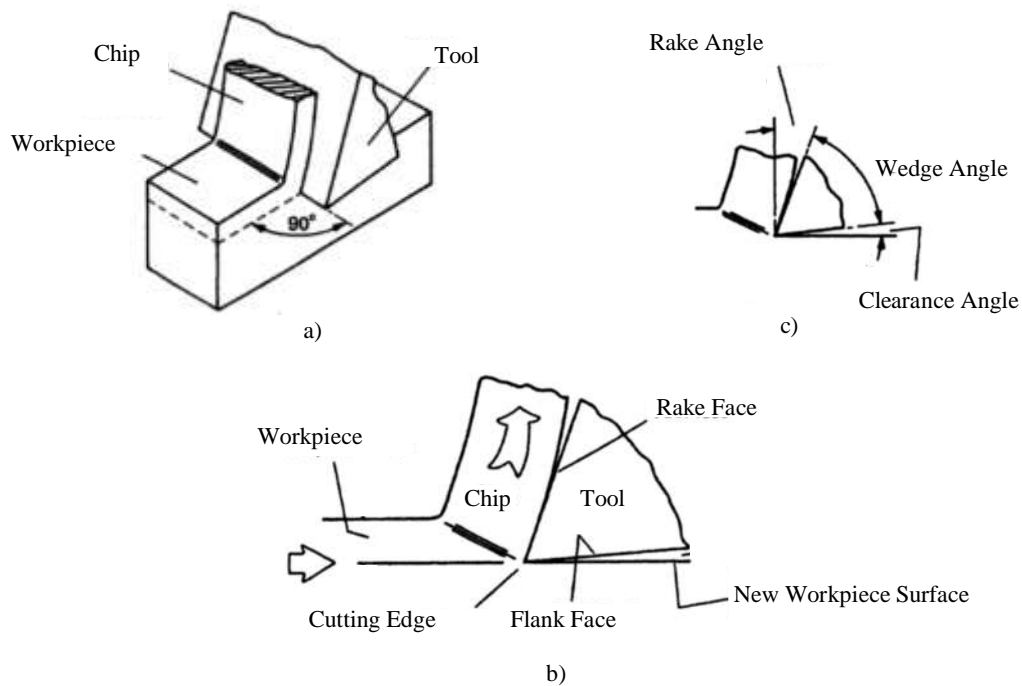 Chip
Tool
Workpiece
90°
a)
Rake Angle
Wedge Angle
Clearance Angle
c)
Rake Face
Workpiece
Chip
Tool
New Workpiece Surface
Cutting Edge
Flank Face
b)